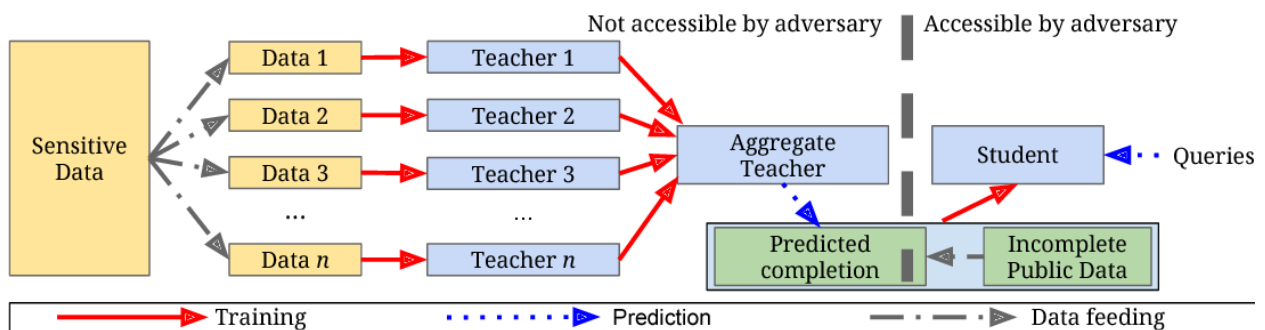 Not accessible by adversary
Accessible by adversary
Sensitive
Data
Data 1
Teacher 1
Data 2
Teacher 2
Data 3
Teacher 3
...
...
Data n
Teacher n
Aggregate
Teacher
Student
Queries
Predicted
completion
Incomplete
Public Data
Training
Prediction
Data feeding